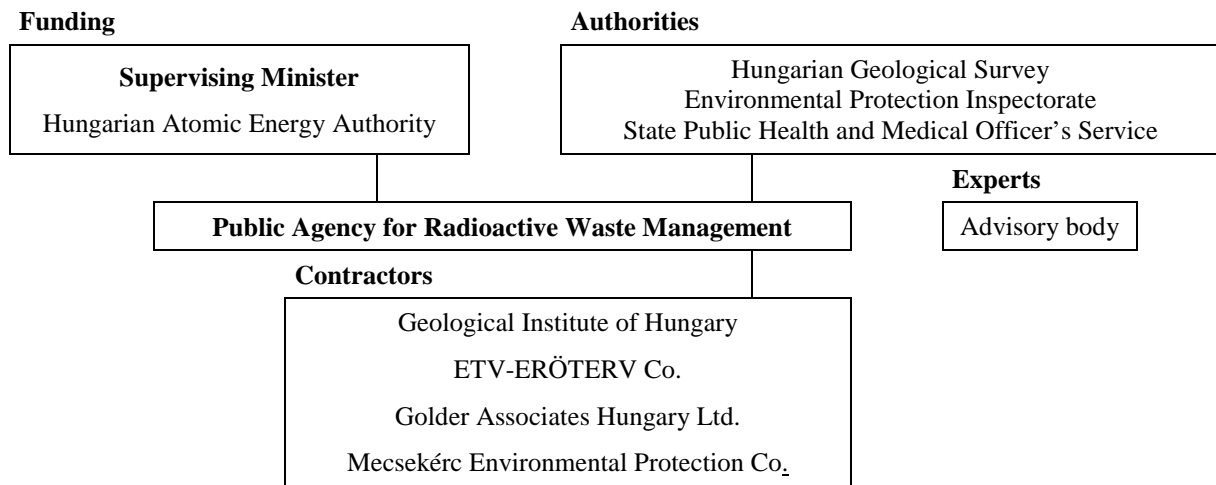 Funding
Authorities
Supervising Minister
Hungarian Atomic Energy Authority
Hungarian Geological Survey
Environmental Protection Inspectorate
State Public Health and Medical Officer’s Service
Experts
Public Agency for Radioactive Waste Management
Advisory body
Contractors
Geological Institute of Hungary
ETV-ERÖTERV Co.
Golder Associates Hungary Ltd.
Mecsekérc Environmental Protection Co.